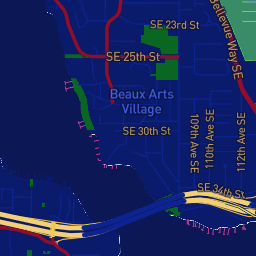 SE 23rd St
Bellevue Way SE
SE 25th St
Beaux Arts
Village
SE 30th St
109th Ave SE
110th Ave SE
112th Ave SE
SE 34th St